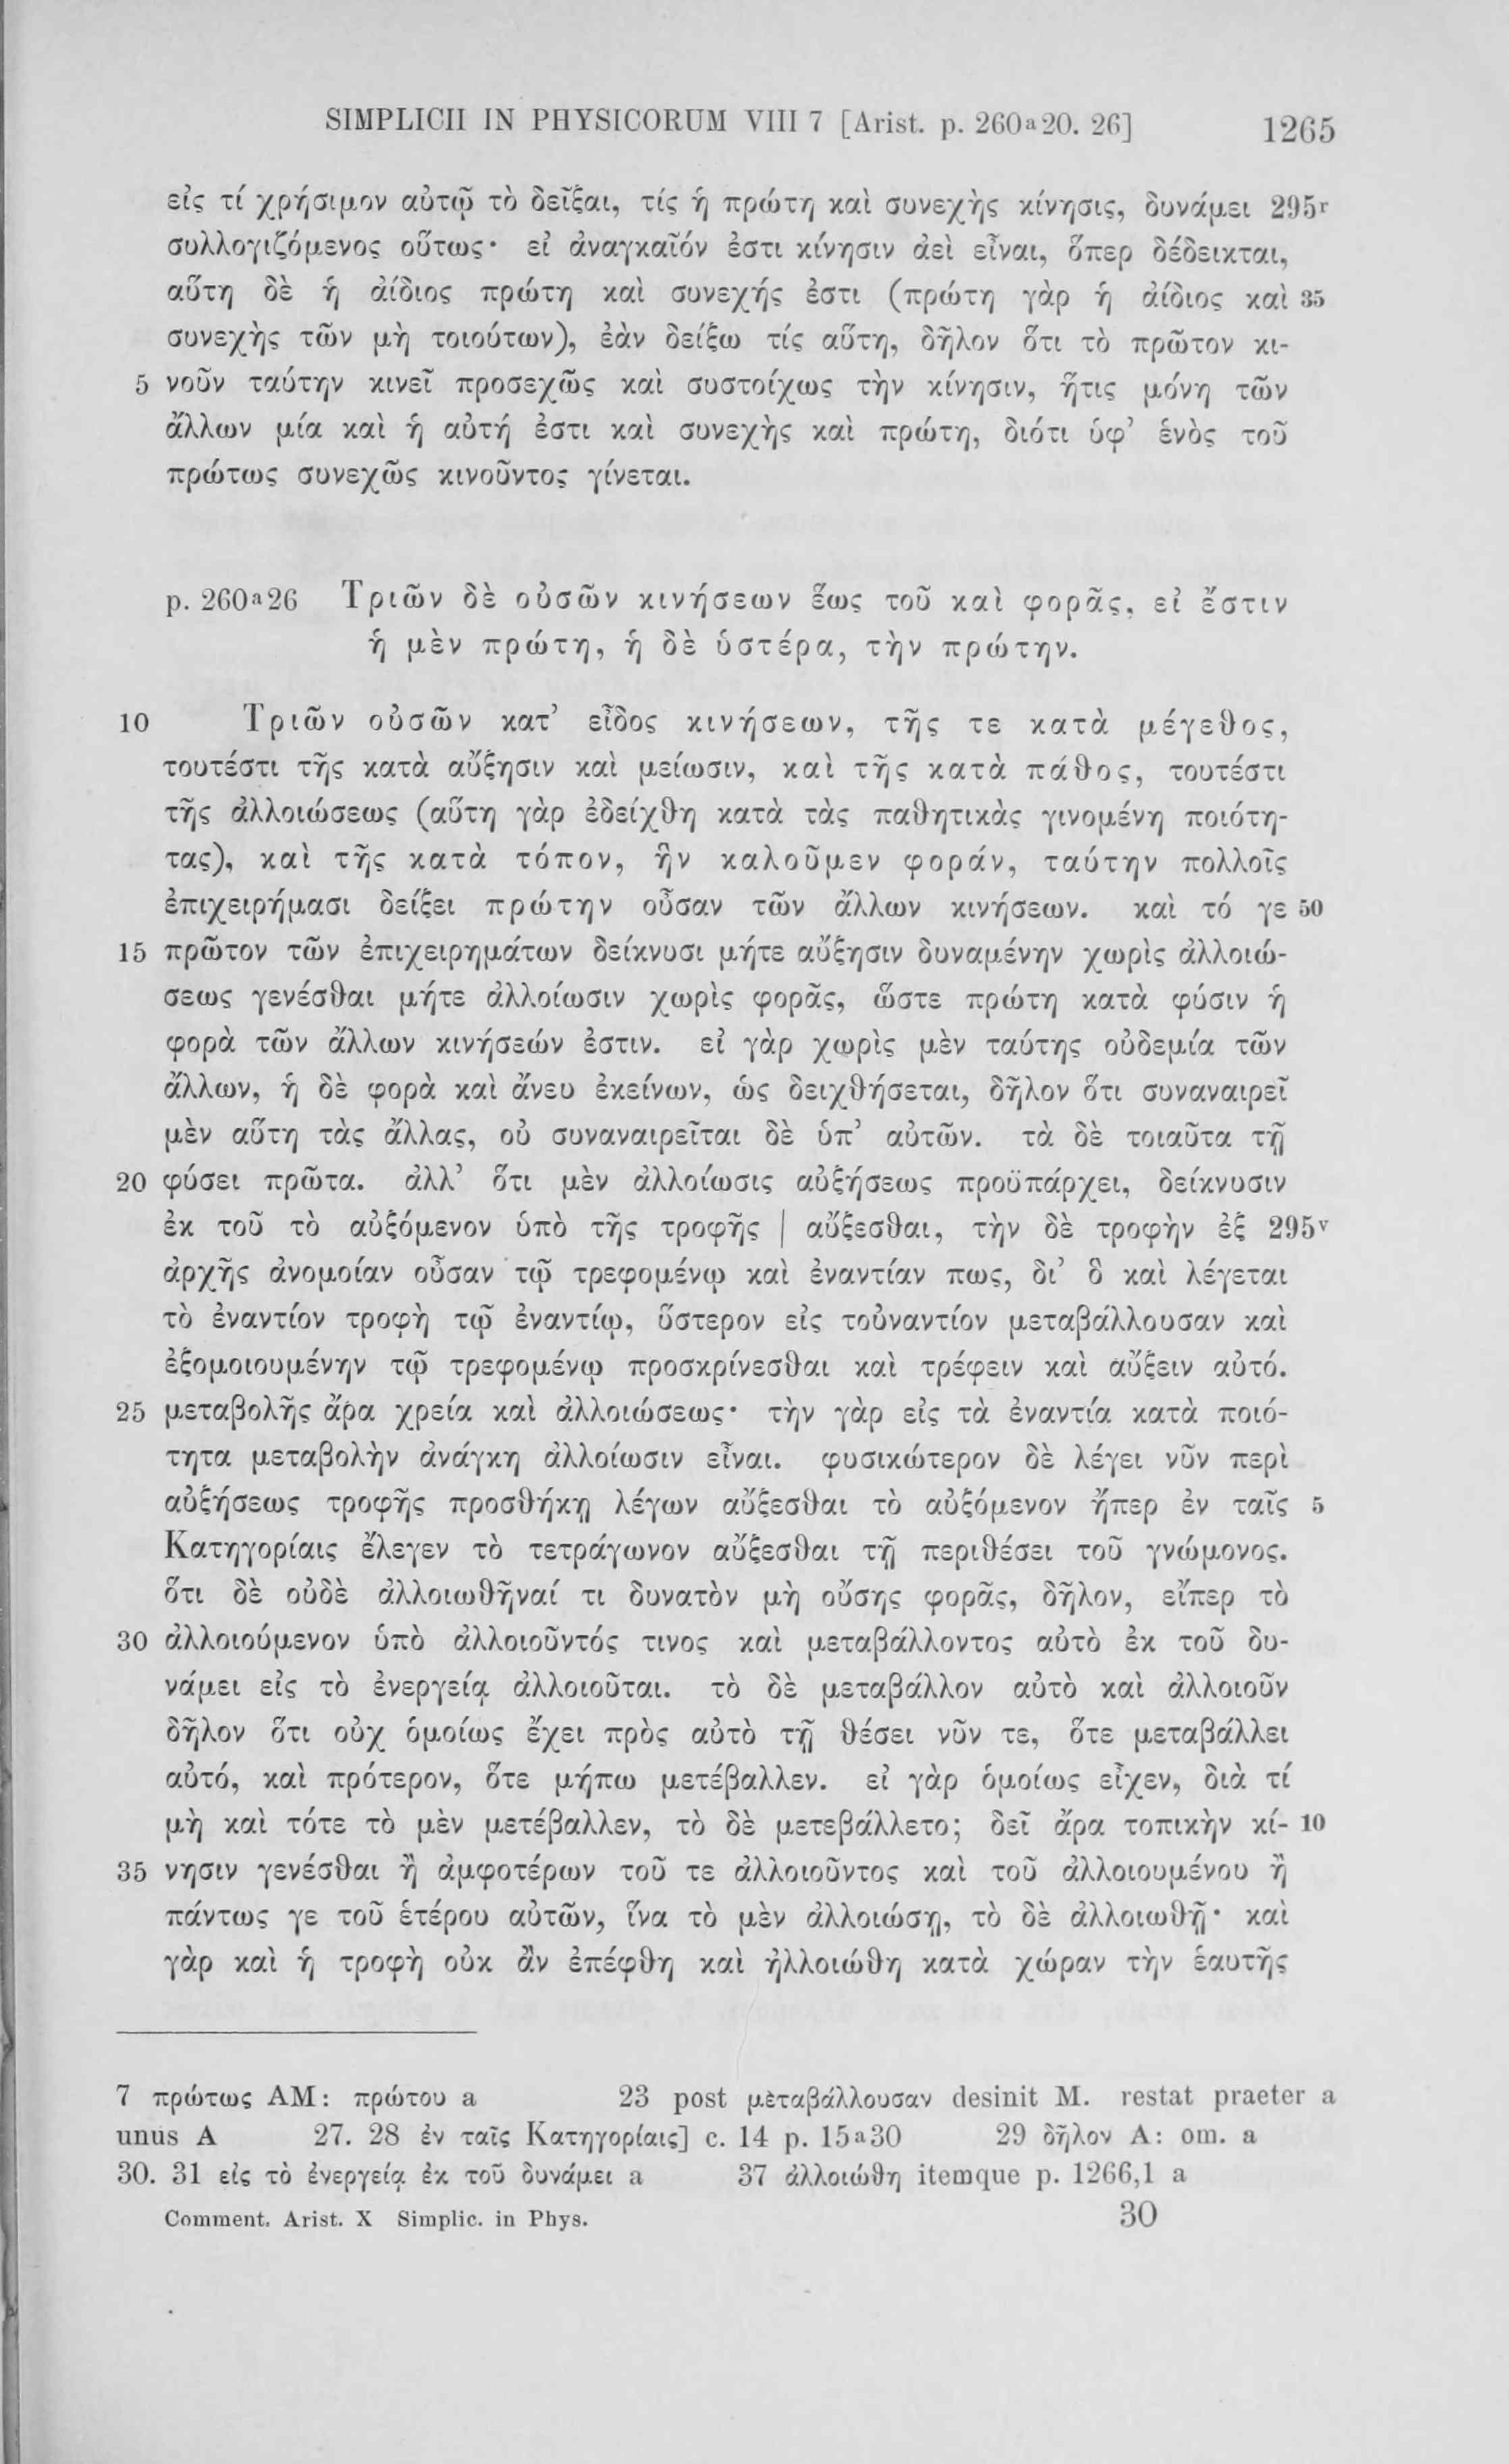 SIMPLICII IN PHYSICORUM VIII 7 [Arist. p. 260a20. 26] 1265
εἰς τί χρήσιμον αὐτῷ τὸ δεῖξαι, τίς ἡ πρώτη καὶ συνεχὴς κίνησις, δυνάμει 295r
συλλογιζόμενος οὕτως· εἰ ἀναγκαῖόν ἐστι κίνησιν ἀεὶ εἶναι, ὅπερ δέδεικται,
αὕτη δὲ ἡ ἀίδιος πρώτη καὶ συνεχής ἐστι (πρώτη γὰρ ἡ ἀίδιος καὶ 35
συνεχὴς τῶν μὴ τοιούτων), ἐὰν δείξω τίς αὕτη, δῆλον ὅτι τὸ πρῶτον κι-
5 νοῦν ταύτην κινεῖ προσεχῶς καὶ συστοίχως τὴν κίνησιν, ἥτις μόνη τῶν
ἄλλων μία καὶ ἡ αὐτή ἐστι καὶ συνεχὴς καὶ πρώτη, διότι ὑφ' ἑνὸς τοῦ
πρώτως συνεχῶς κινοῦντος γίνεται.
p. 260a26 Τριῶν δὲ οὐσῶν κινήσεων ἕως τοῦ καὶ φορᾶς, εἰ ἔστιν
ἡ μὲν πρώτη, ἡ δὲ ὑστέρα, τὴν πρώτην.
10 Τριῶν οὐσῶν κατ' εἶδος κινήσεων, τῆς τε κατὰ μέγεθος,
τουτέστι τῆς κατὰ αὔξησιν καὶ μείωσιν, καὶ τῆς κατὰ πάθος, τουτέστι
τῆς ἀλλοιώσεως (αὕτη γὰρ ἐδείχθη κατὰ τὰς παθητικὰς γινομένη ποιότη-
τας), καὶ τῆς κατὰ τόπον, ἣν καλοῦμεν φοράν, ταύτην πολλοῖς
ἐπιχειρήμασι δείξει πρώτην οὖσαν τῶν ἄλλων κινήσεων. καὶ τό γε 50
15 πρῶτον τῶν ἐπιχειρημάτων δείκνυσι μήτε αὔξησιν δυναμένην χωρὶς ἀλλοιώ-
σεως γενέσθαι μήτε ἀλλοίωσιν χωρὶς φορᾶς, ὥστε πρώτη κατὰ φύσιν ἡ
φορὰ τῶν ἄλλων κινήσεών ἐστιν. εἰ γὰρ χωρὶς μὲν ταύτης οὐδεμία τῶν
ἄλλων, ἡ δὲ φορὰ καὶ ἄνευ ἐκείνων, ὡς δειχθήσεται, δῆλον ὅτι συναναιρεῖ
μὲν αὕτη τὰς ἄλλας, οὐ συναναιρεῖται δὲ ὑπ' αὐτῶν. τὰ δὲ τοιαῦτα τῇ
20 φύσει πρῶτα. ἀλλ' ὅτι μὲν ἀλλοίωσις αὐξήσεως προϋπάρχει, δείκνυσιν
ἐκ τοῦ τὸ αὐξόμενον ὑπὸ τῆς τροφῆς | αὔξεσθαι, τὴν δὲ τροφὴν ἐξ 295v
ἀρχῆς ἀνομοίαν οὖσαν τῷ τρεφομένῳ καὶ ἐναντίαν πως, δι' ὃ καὶ λέγεται
τὸ ἐναντίον τροφὴ τῷ ἐναντίῳ, ὕστερον εἰς τοὐναντίον μεταβάλλουσαν καὶ
ἐξομοιουμένην τῷ τρεφομένῳ προσκρίνεσθαι καὶ τρέφειν καὶ αὔξειν αὐτό.
25 μεταβολῆς ἄρα χρεία καὶ ἀλλοιώσεως· τὴν γὰρ εἰς τὰ ἐναντία κατὰ ποιό-
τητα μεταβολὴν ἀνάγκη ἀλλοίωσιν εἶναι. φυσικώτερον δὲ λέγει νῦν περὶ
αὐξήσεως τροφῆς προσθήκῃ λέγων αὔξεσθαι τὸ αὐξόμενον ἤπερ ἐν ταῖς 5
Κατηγορίαις ἔλεγεν τὸ τετράγωνον αὔξεσθαι τῇ περιθέσει τοῦ γνώμονος.
ὅτι δὲ οὐδὲ ἀλλοιωθῆναί τι δυνατὸν μὴ οὔσης φορᾶς, δῆλον, εἴπερ τὸ
30 ἀλλοιούμενον ὑπὸ ἀλλοιοῦντός τινος καὶ μεταβάλλοντος αὐτὸ ἐκ τοῦ δυ-
νάμει εἰς τὸ ἐνεργείᾳ ἀλλοιοῦται. τὸ δὲ μεταβάλλον αὐτὸ καὶ ἀλλοιοῦν
δῆλον ὅτι οὐχ ὁμοίως ἔχει πρὸς αὐτὸ τῇ θέσει νῦν τε, ὅτε μεταβάλλει
αὐτό, καὶ πρότερον, ὅτε μήπω μετέβαλλεν. εἰ γὰρ ὁμοίως εἶχεν, διὰ τί
μὴ καὶ τότε τὸ μὲν μετέβαλλεν, τὸ δὲ μετεβάλλετο; δεῖ ἄρα τοπικὴν κί- 10
35 νησιν γενέσθαι ἢ ἀμφοτέρων τοῦ τε ἀλλοιοῦντος καὶ τοῦ ἀλλοιουμένου ἢ
πάντως γε τοῦ ἑτέρου αὐτῶν, ἵνα τὸ μὲν ἀλλοιώσῃ, τὸ δὲ ἀλλοιωθῇ· καὶ
γὰρ καὶ ἡ τροφὴ οὐκ ἂν ἐπέφθη καὶ ἠλλοιώθη κατὰ χώραν τὴν ἑαυτῆς
7 πρώτως AM: πρώτου a 23 post μεταβάλλουσαν desinit M. restat praeter a
unus A 27. 28 ἐν ταῖς Κατηγορίαις] c. 14 p. 15a30 29 δῆλον A: om. a
30. 31 εἰς τὸ ἐνεργείᾳ ἐκ τοῦ δυνάμει a 37 ἀλλοιώθη itemque p. 1266,1 a
Comment. Arist. X Simplic. in Phys. 30